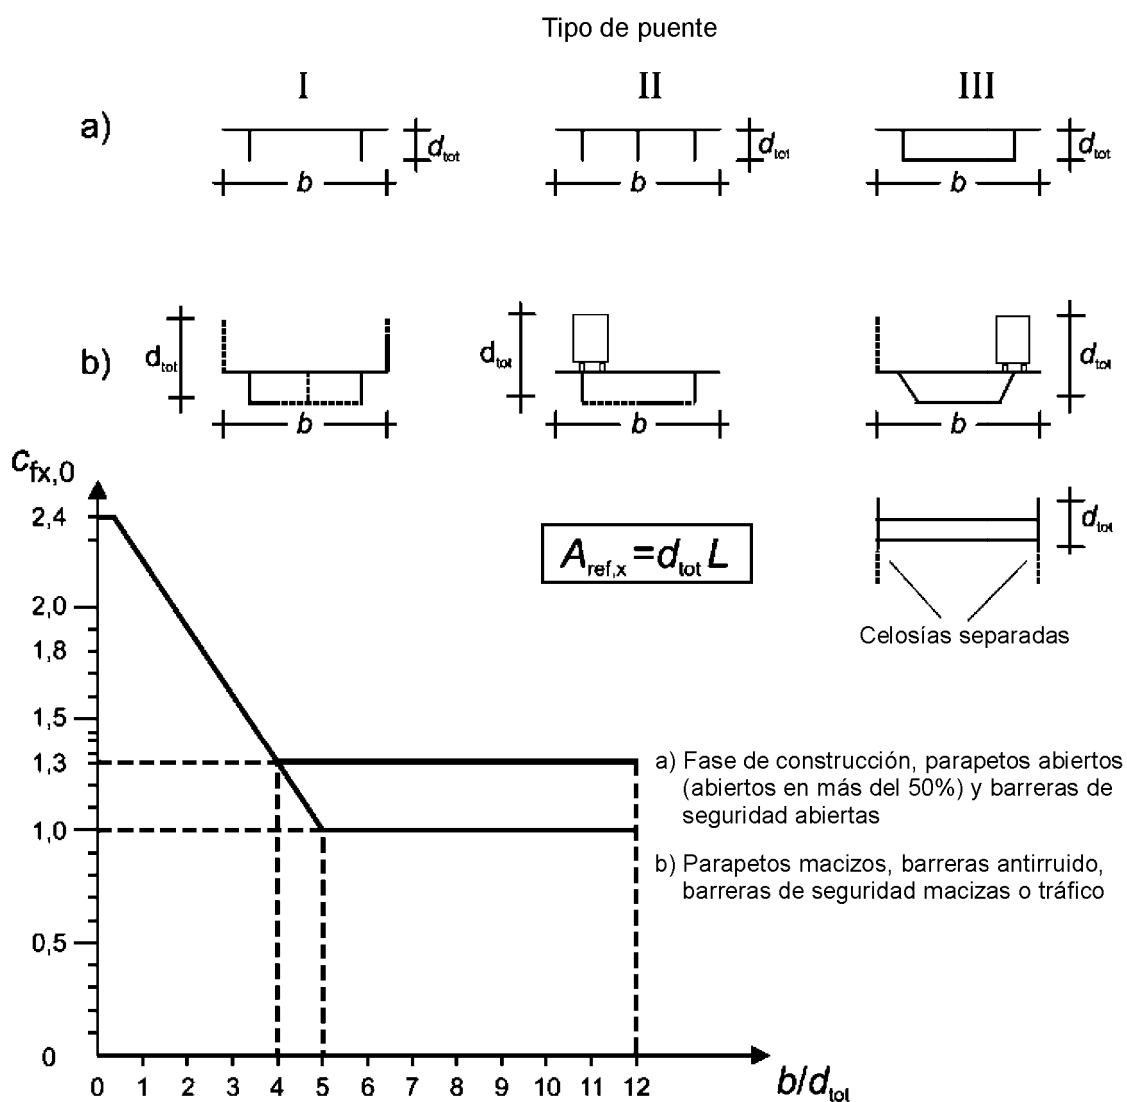 Tipo de puente
I II III
a) d_tot d_tot d_tot
b b b
b) d_tot d_tot d_tot
b b b
c_fx,0
A_ref,x = d_tot L
d_tot
Celosías separadas
2,4
2,0
1,8
1,5
1,3
1,0
0,5
0
a) Fase de construcción, parapetos abiertos
(abiertos en más del 50%) y barreras de
seguridad abiertas
b) Parapetos macizos, barreras antirruido,
barreras de seguridad macizas o tráfico
0 1 2 3 4 5 6 7 8 9 10 11 12
b/d_tot